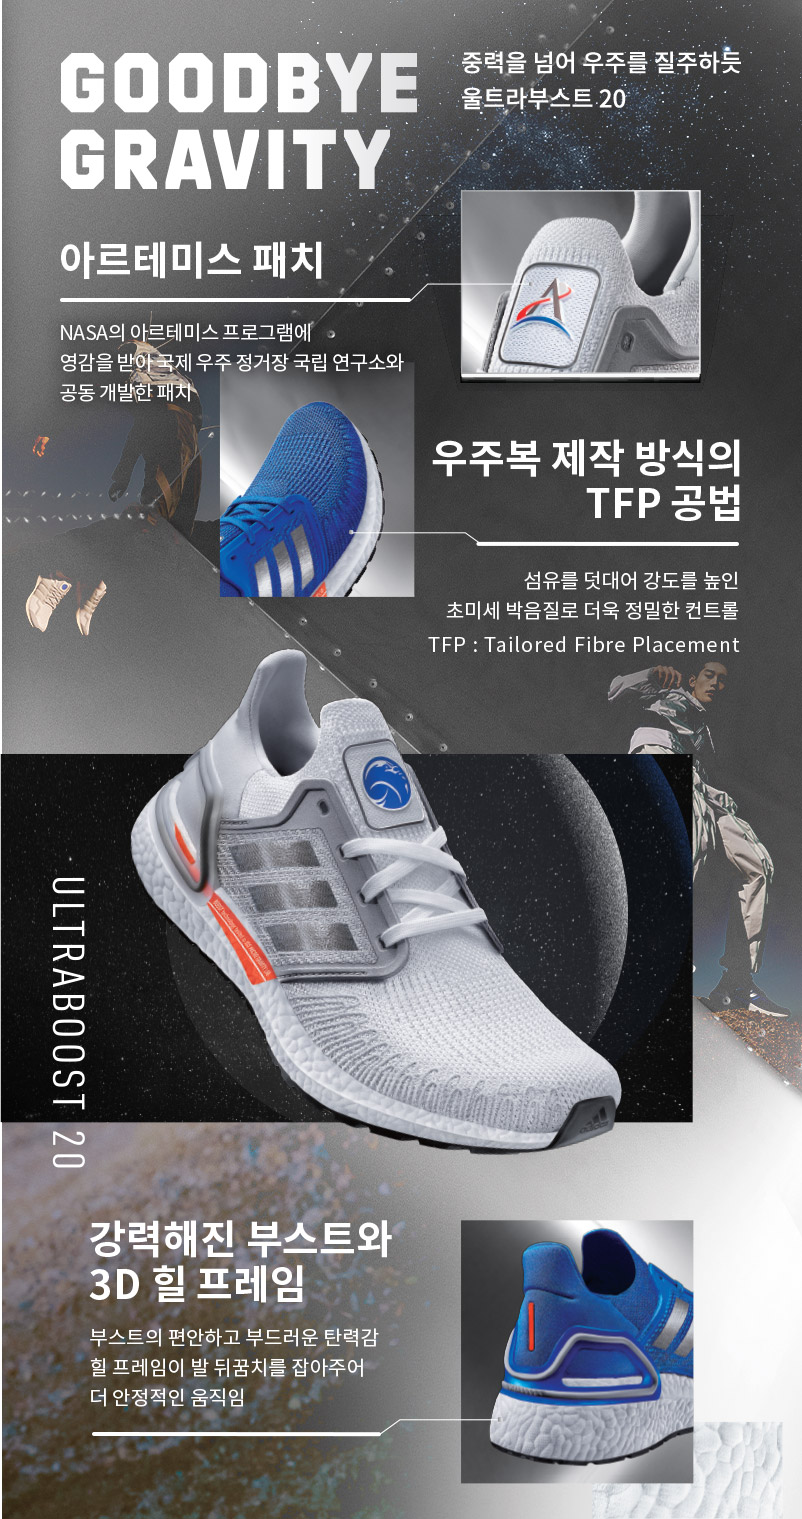 GOODBYE
GRAVITY
중력을 넘어 우주를 질주하듯
울트라부스트 20
아르테미스 패치
NASA의 아르테미스 프로그램에
영감을 받아 국제 우주 정거장 국립 연구소와
공동 개발한 패치
우주복 제작 방식의
TFP 공법
섬유를 덧대어 강도를 높인
초미세 박음질로 더욱 정밀한 컨트롤
TFP : Tailored Fibre Placement
ULTRABOOST 20
강력해진 부스트와
3D 힐 프레임
부스트의 편안하고 부드러운 탄력감
힐 프레임이 발 뒤꿈치를 잡아주어
더 안정적인 움직임